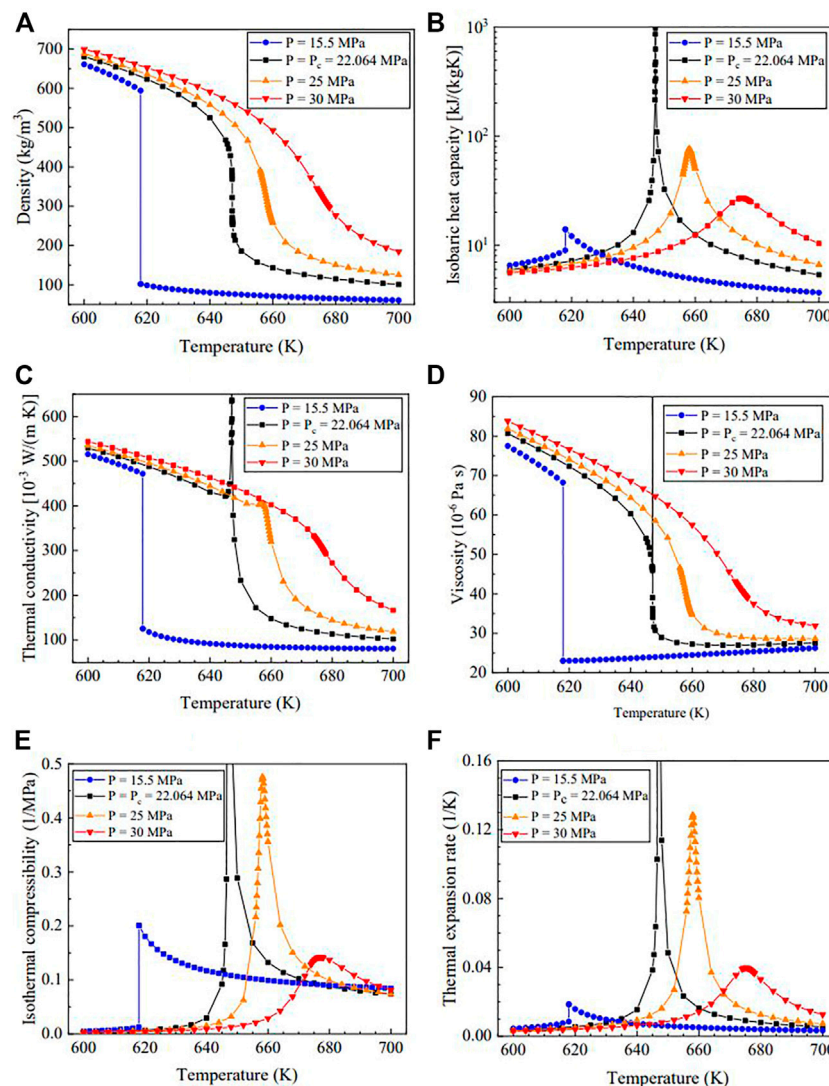 A
P = 15.5 MPa
P = P_c = 22.064 MPa
P = 25 MPa
P = 30 MPa
Density (kg/m³)
700
600
500
400
300
200
100
600 620 640 660 680 700
Temperature (K)
B
P = 15.5 MPa
P = P_c = 22.064 MPa
P = 25 MPa
P = 30 MPa
Isobaric heat capacity [kJ/(kgK)]
10³
10²
10¹
600 620 640 660 680 700
Temperature (K)
C
P = 15.5 MPa
P = P_c = 22.064 MPa
P = 25 MPa
P = 30 MPa
Thermal conductivity [10⁻³ W/(m K)]
600
500
400
300
200
100
600 620 640 660 680 700
Temperature (K)
D
P = 15.5 MPa
P = P_c = 22.064 MPa
P = 25 MPa
P = 30 MPa
Viscosity (10⁻⁶ Pa s)
90
80
70
60
50
40
30
20
600 620 640 660 680 700
Temperature (K)
E
P = 15.5 MPa
P = P_c = 22.064 MPa
P = 25 MPa
P = 30 MPa
Isothermal compressibility (1/MPa)
0.5
0.4
0.3
0.2
0.1
0.0
600 620 640 660 680 700
Temperature (K)
F
P = 15.5 MPa
P = Pc = 22.064 MPa
P = 25 MPa
P = 30 MPa
Thermal expansion rate (1/K)
0.16
0.12
0.08
0.04
0.00
600 620 640 660 680 700
Temperature (K)